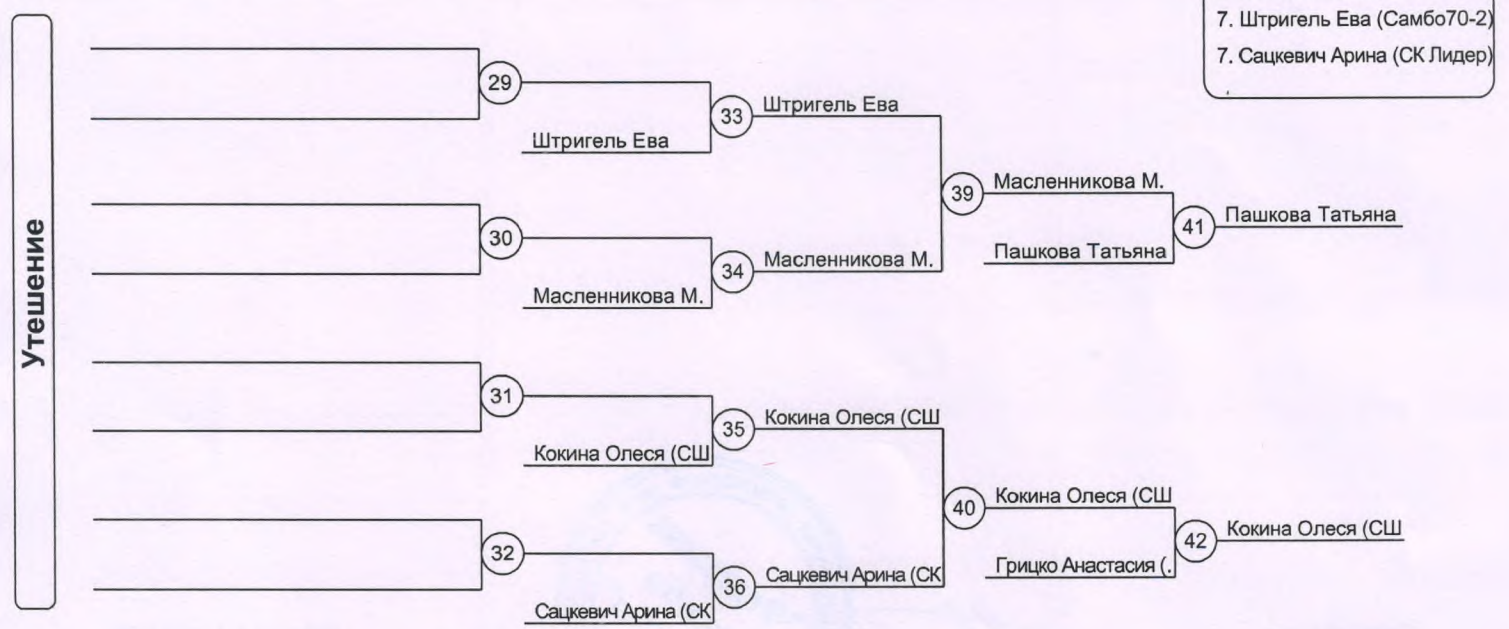 7. Штригель Ева (Самбо70-2)
7. Сацкевич Арина (СК Лидер)
Утешение
29
Штригель Ева
33
Штригель Ева
30
Масленникова М.
34
Масленникова М.
39
Масленникова М.
Пашкова Татьяна
41
Пашкова Татьяна
31
Кокина Олеся (СШ
35
Кокина Олеся (СШ
32
Сацкевич Арина (СК
36
Сацкевич Арина (СК
40
Кокина Олеся (СШ
Грицко Анастасия (.
42
Кокина Олеся (СШ